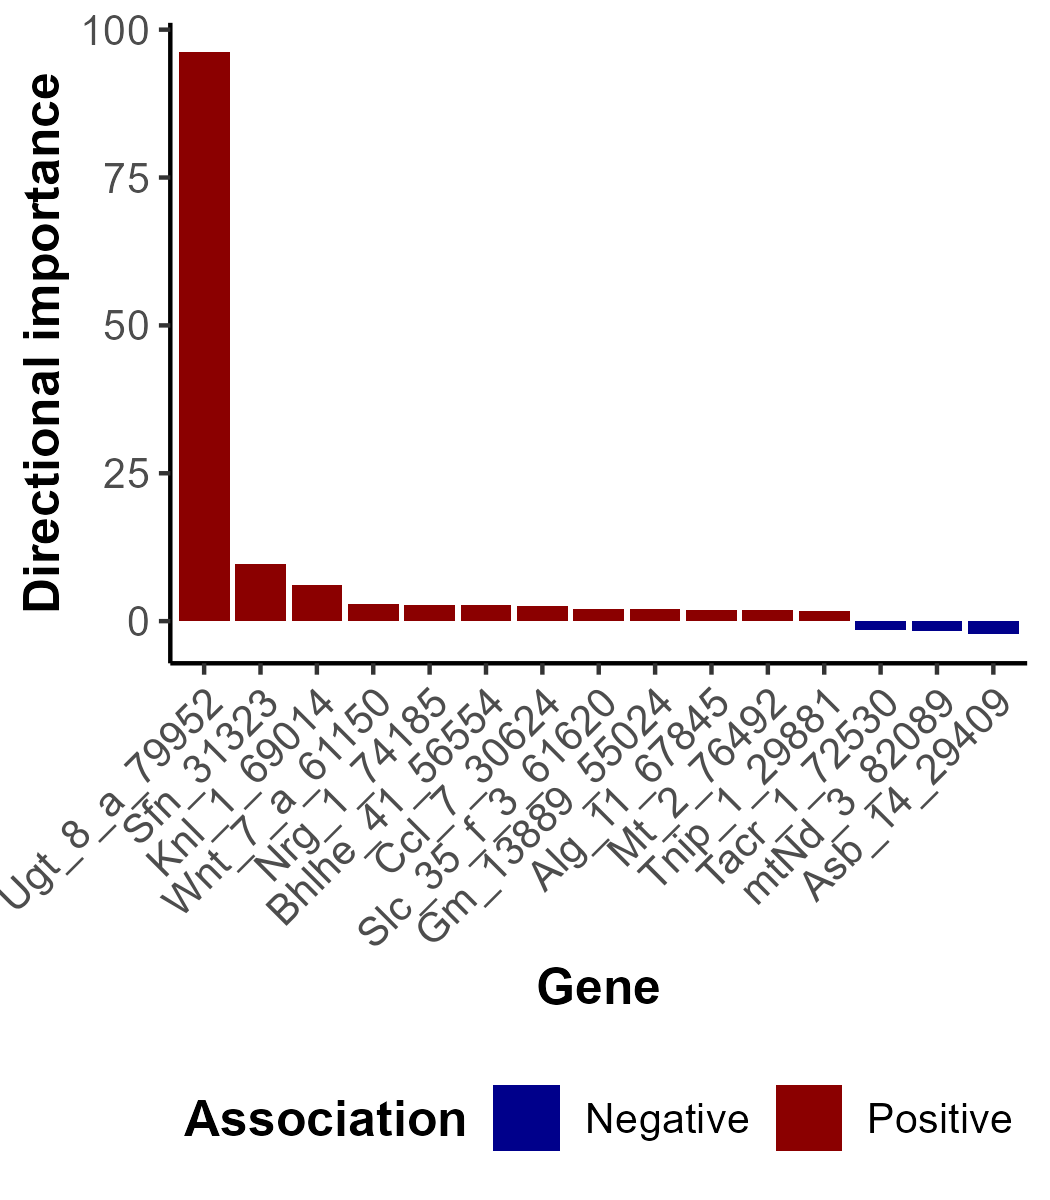 Directional importance
100
75
50
25
0
Ugt_8_a_79952
Sfn_31323
Knl_1_69014
Wnt_7_a_61150
Nrg_1_74185
Bhlhe_41_56554
Ccl_7_30624
Slc_35_f_3_61620
Gm_13889_55024
Alg_11_67845
Mt_2_76492
Tnip_1_29881
Tacr_1_72530
mtNd_3_82089
Asb_14_29409
Gene
Association Negative Positive